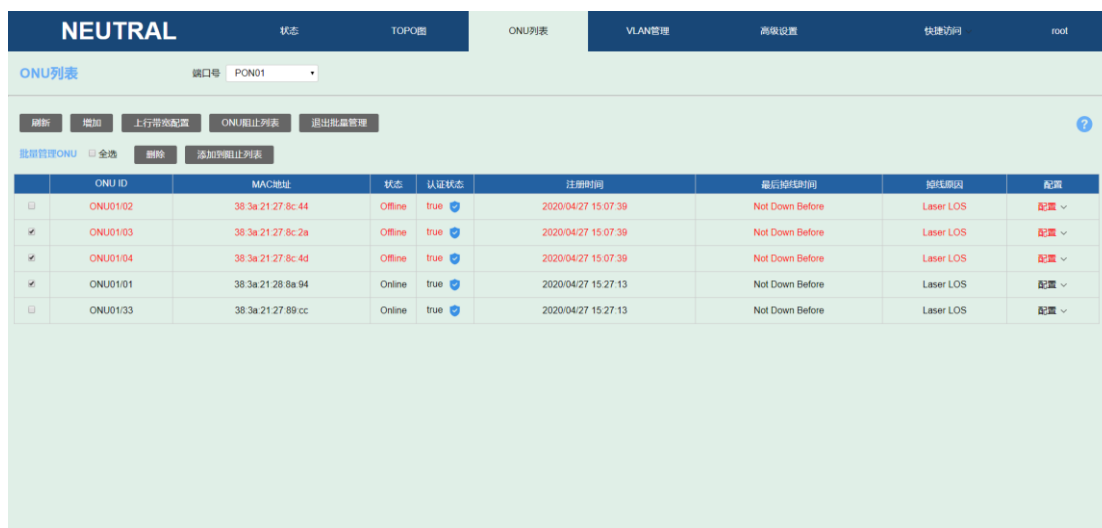 NEUTRAL 状态 TOPO图 ONU列表 VLAN管理 高级设置 快捷访问 root
ONU列表 端口号 PON01
刷新 增加 上行带宽配置 ONU阻止列表 退出批量管理
批量管理ONU 全选 删除 添加到阻止列表
ONU ID MAC地址 状态 认证状态 注册时间 最后掉线时间 掉线原因 配置
ONU01/02 38:3a:21:27:8c:44 Offline true 2020/04/27 15:07:39 Not Down Before Laser LOS 配置
ONU01/03 38:3a:21:27:8c:2a Offline true 2020/04/27 15:07:39 Not Down Before Laser LOS 配置
ONU01/04 38:3a:21:27:8c:4d Offline true 2020/04/27 15:07:39 Not Down Before Laser LOS 配置
ONU01/01 38:3a:21:28:8a:94 Online true 2020/04/27 15:27:13 Not Down Before Laser LOS 配置
ONU01/33 38:3a:21:27:89:cc Online true 2020/04/27 15:27:13 Not Down Before Laser LOS 配置